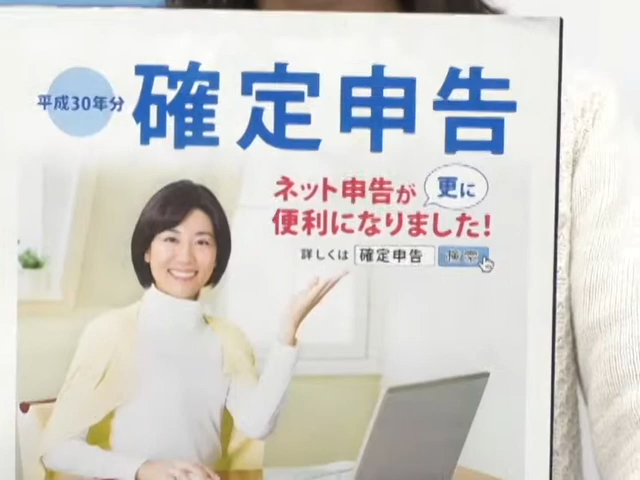 平成30年分
確定申告
ネット申告が更に
便利になりました!
詳しくは 確定申告 検索